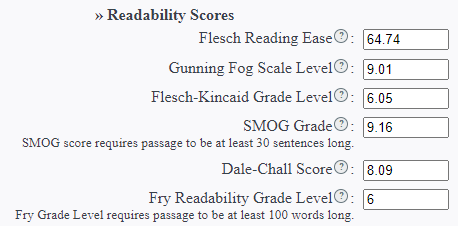 » Readability Scores
Flesch Reading Ease?: 64.74
Gunning Fog Scale Level?: 9.01
Flesch-Kincaid Grade Level?: 6.05
SMOG Grade?: 9.16
SMOG score requires passage to be at least 30 sentences long.
Dale-Chall Score?: 8.09
Fry Readability Grade Level?: 6
Fry Grade Level requires passage to be at least 100 words long.